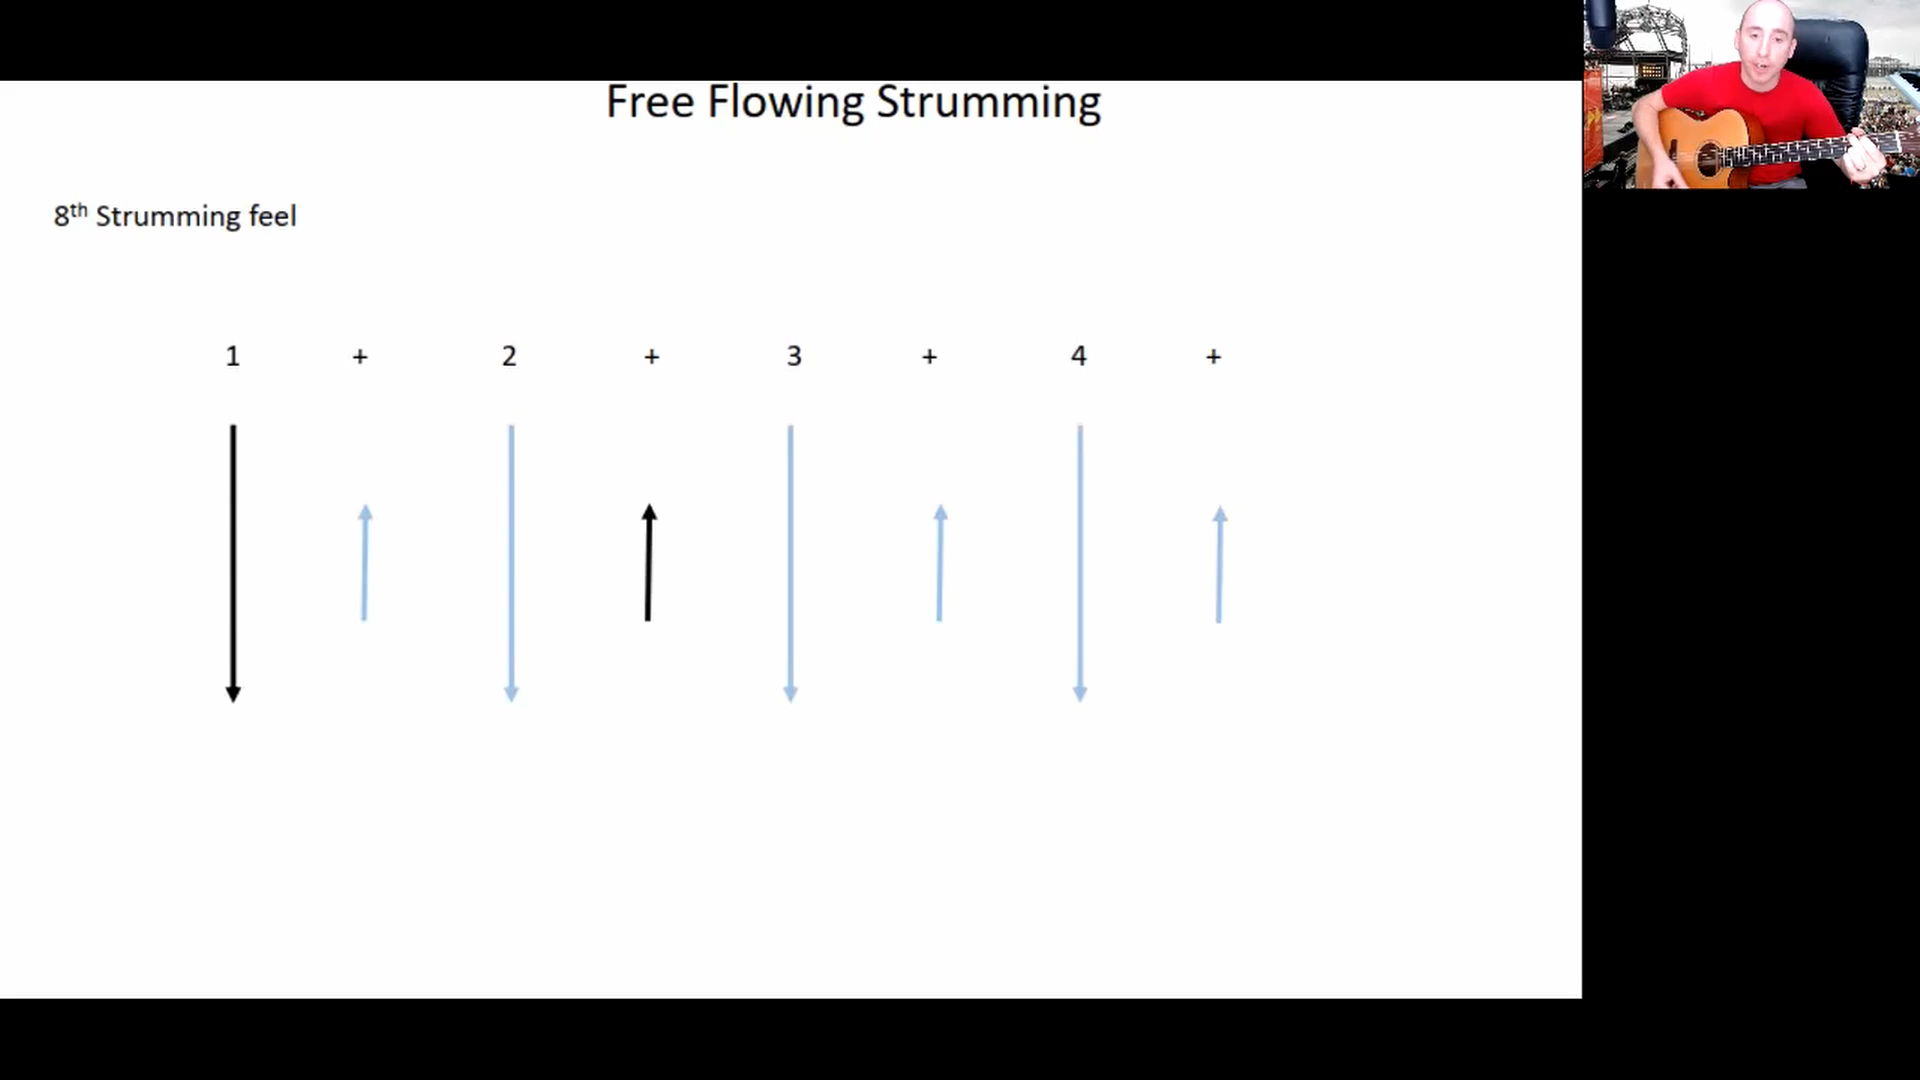 Free Flowing Strumming
8th Strumming feel
1 + 2 + 3 + 4 +